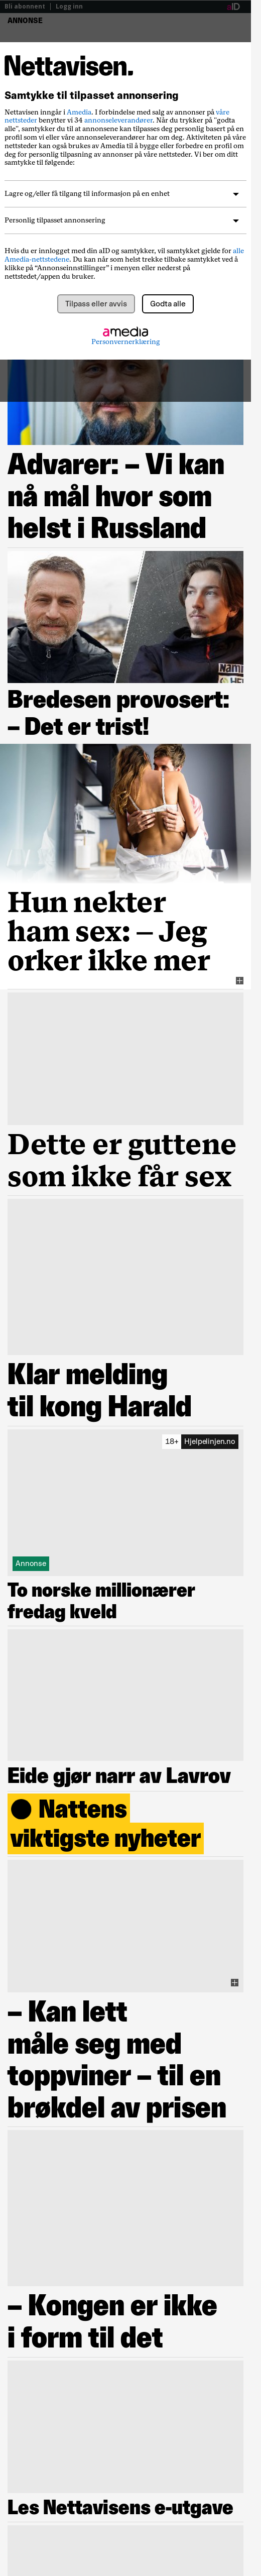 Bli abonnent | Logg inn
aID
ANNONSE
Nettavisen.
Samtykke til tilpasset annonsering
Nettavisen inngår i Amedia. I forbindelse med salg av annonser på våre
nettsteder benytter vi 34 annonseleverandører. Når du trykker på "godta
alle", samtykker du til at annonsene kan tilpasses deg personlig basert på en
profil som vi eller våre annonseleverandører har om deg. Aktiviteten på våre
nettsteder kan også brukes av Amedia til å bygge eller forbedre en profil om
deg for personlig tilpasning av annonser på våre nettsteder. Vi ber om ditt
samtykke til følgende:
Lagre og/eller få tilgang til informasjon på en enhet
Personlig tilpasset annonsering
Hvis du er innlogget med din aID og samtykker, vil samtykket gjelde for alle
Amedia-nettstedene. Du kan når som helst trekke tilbake samtykket ved å
klikke på “Annonseinnstillinger” i menyen eller nederst på
nettstedet/appen du bruker.
Tilpass eller avvis
Godta alle
amedia
Personvernerklæring
Advarer: – Vi kan
nå mål hvor som
helst i Russland
Bredesen provosert:
– Det er trist!
Hun nekter
ham sex: – Jeg
orker ikke mer
Dette er guttene
som ikke får sex
Klar melding
til kong Harald
18+ Hjelpelinjen.no
Annonse
To norske millionærer
fredag kveld
Eide gjør narr av Lavrov
Nattens
viktigste nyheter
– Kan lett
måle seg med
toppviner – til en
brøkdel av prisen
– Kongen er ikke
i form til det
Les Nettavisens e-utgave